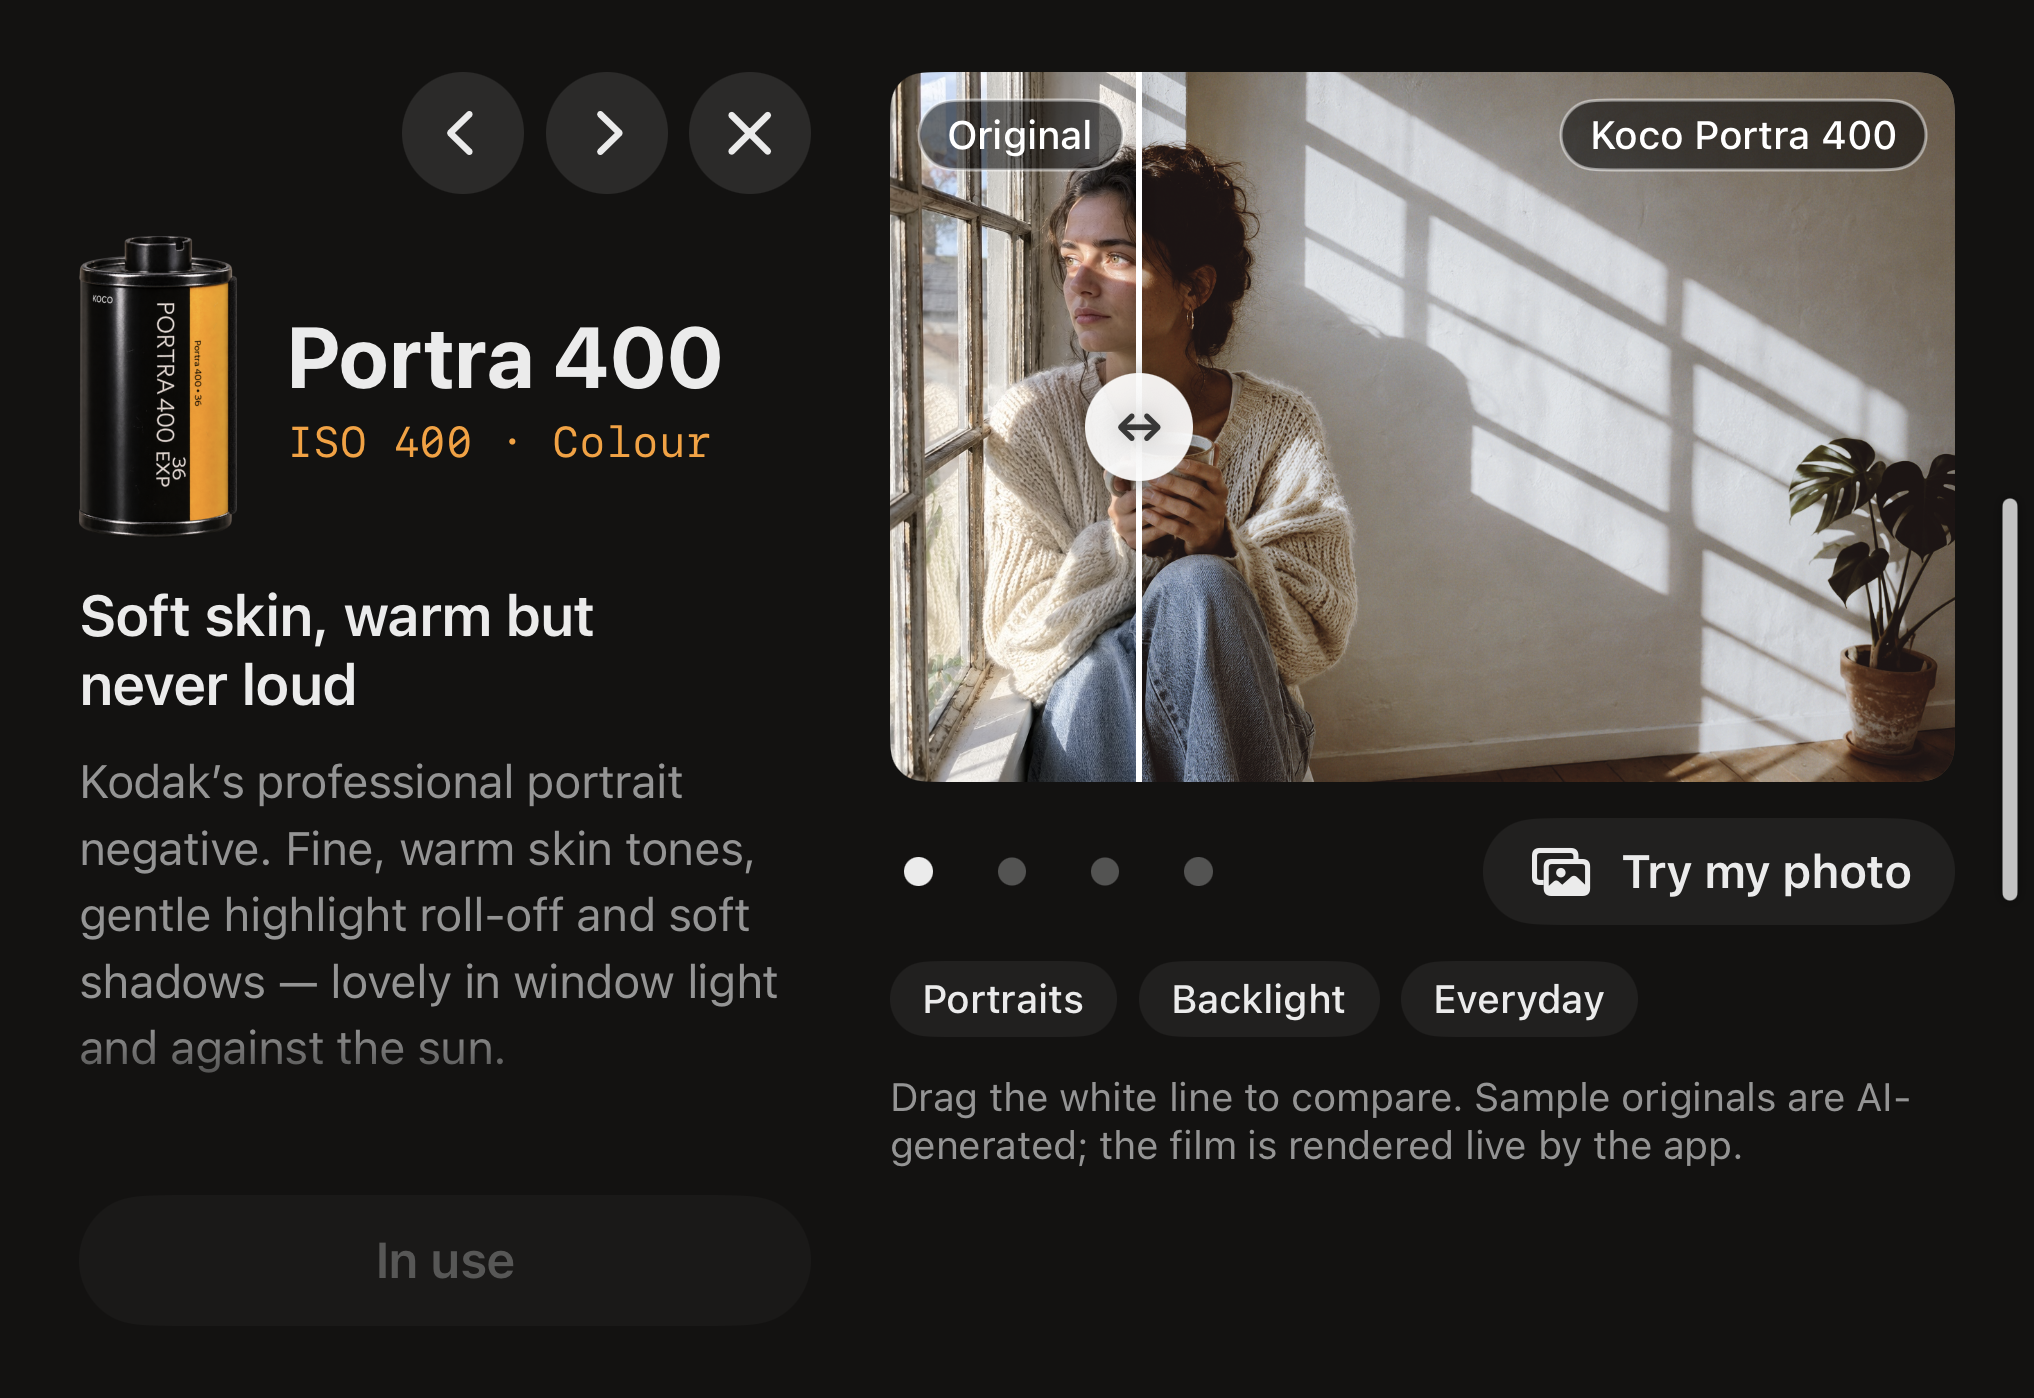 KOCO
PORTRA 400 36 EXP
Portra 400 • 36
Portra 400
ISO 400 · Colour
Soft skin, warm but
never loud
Kodak’s professional portrait
negative. Fine, warm skin tones,
gentle highlight roll-off and soft
shadows — lovely in window light
and against the sun.
In use
Original
Koco Portra 400
Try my photo
Portraits
Backlight
Everyday
Drag the white line to compare. Sample originals are AI-
generated; the film is rendered live by the app.